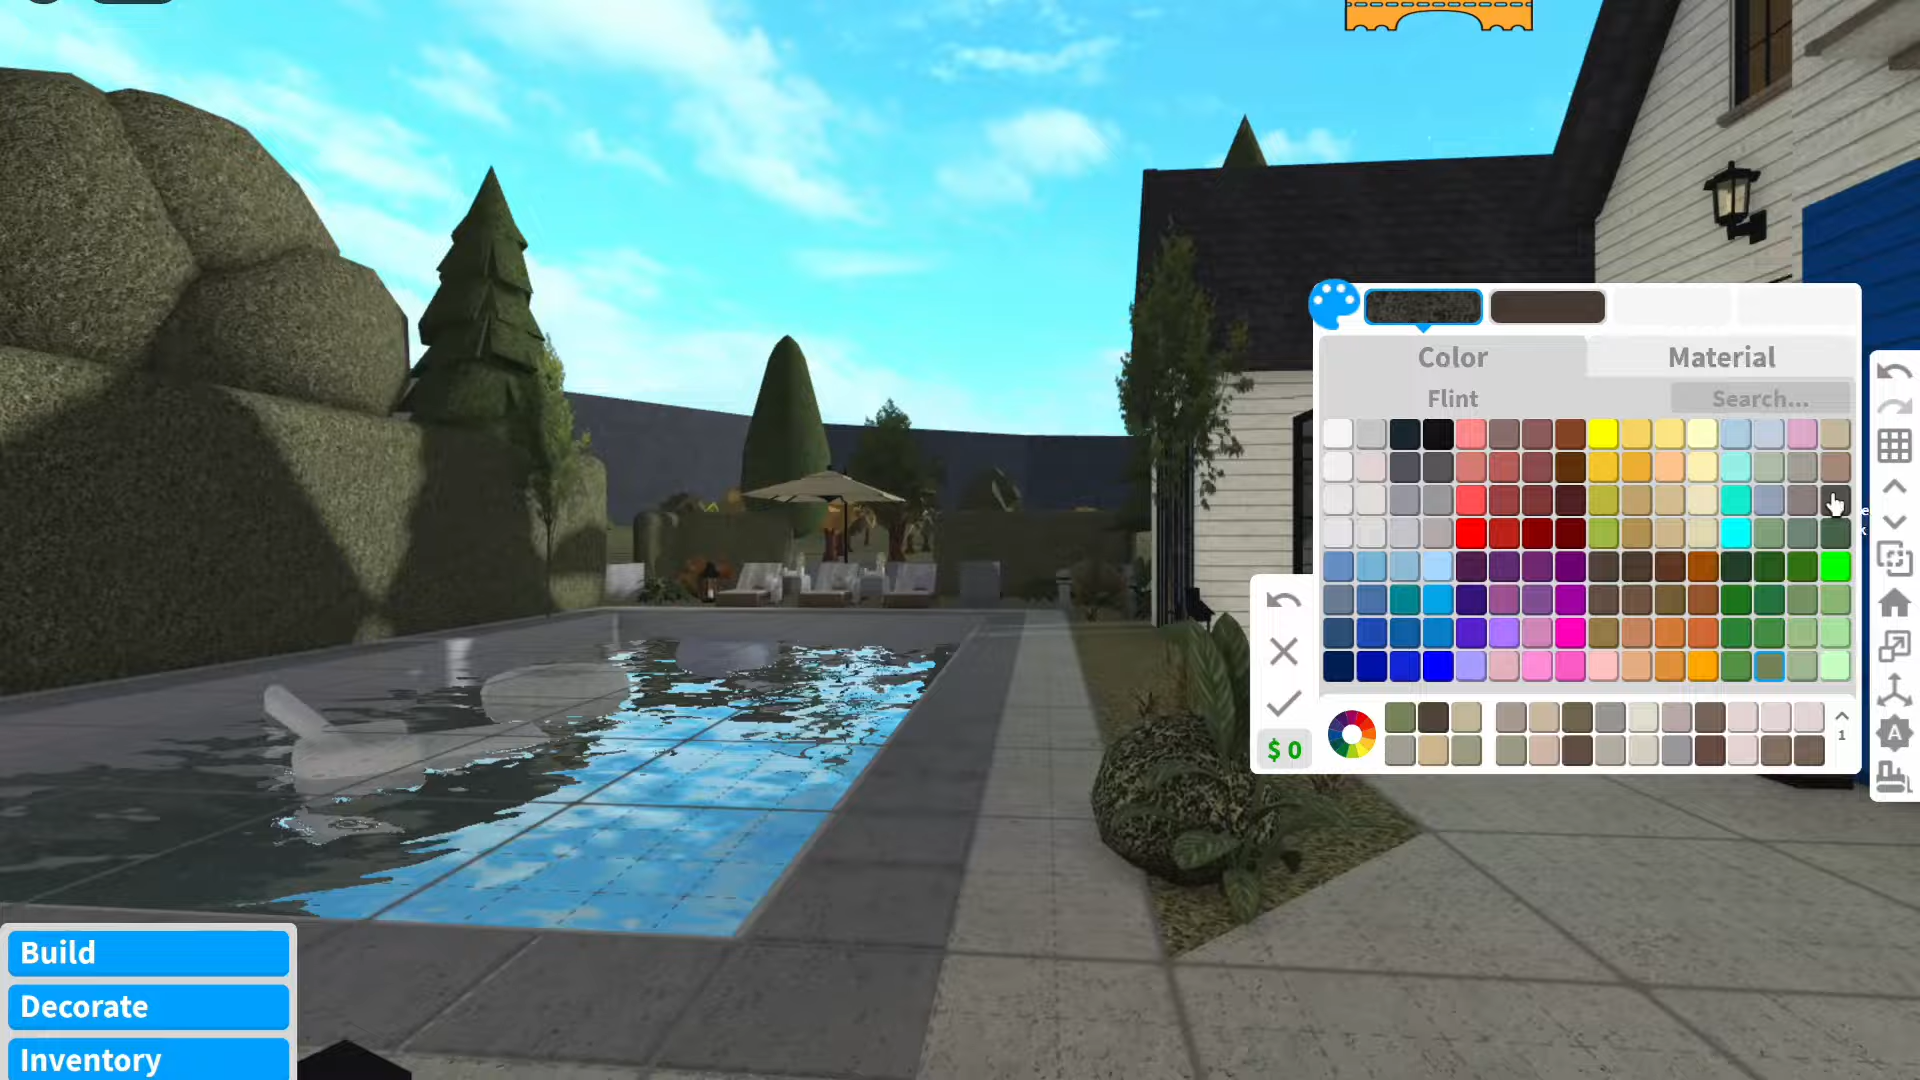 Color
Material
Flint
Search...
$ 0
1
A
Build
Decorate
Inventory